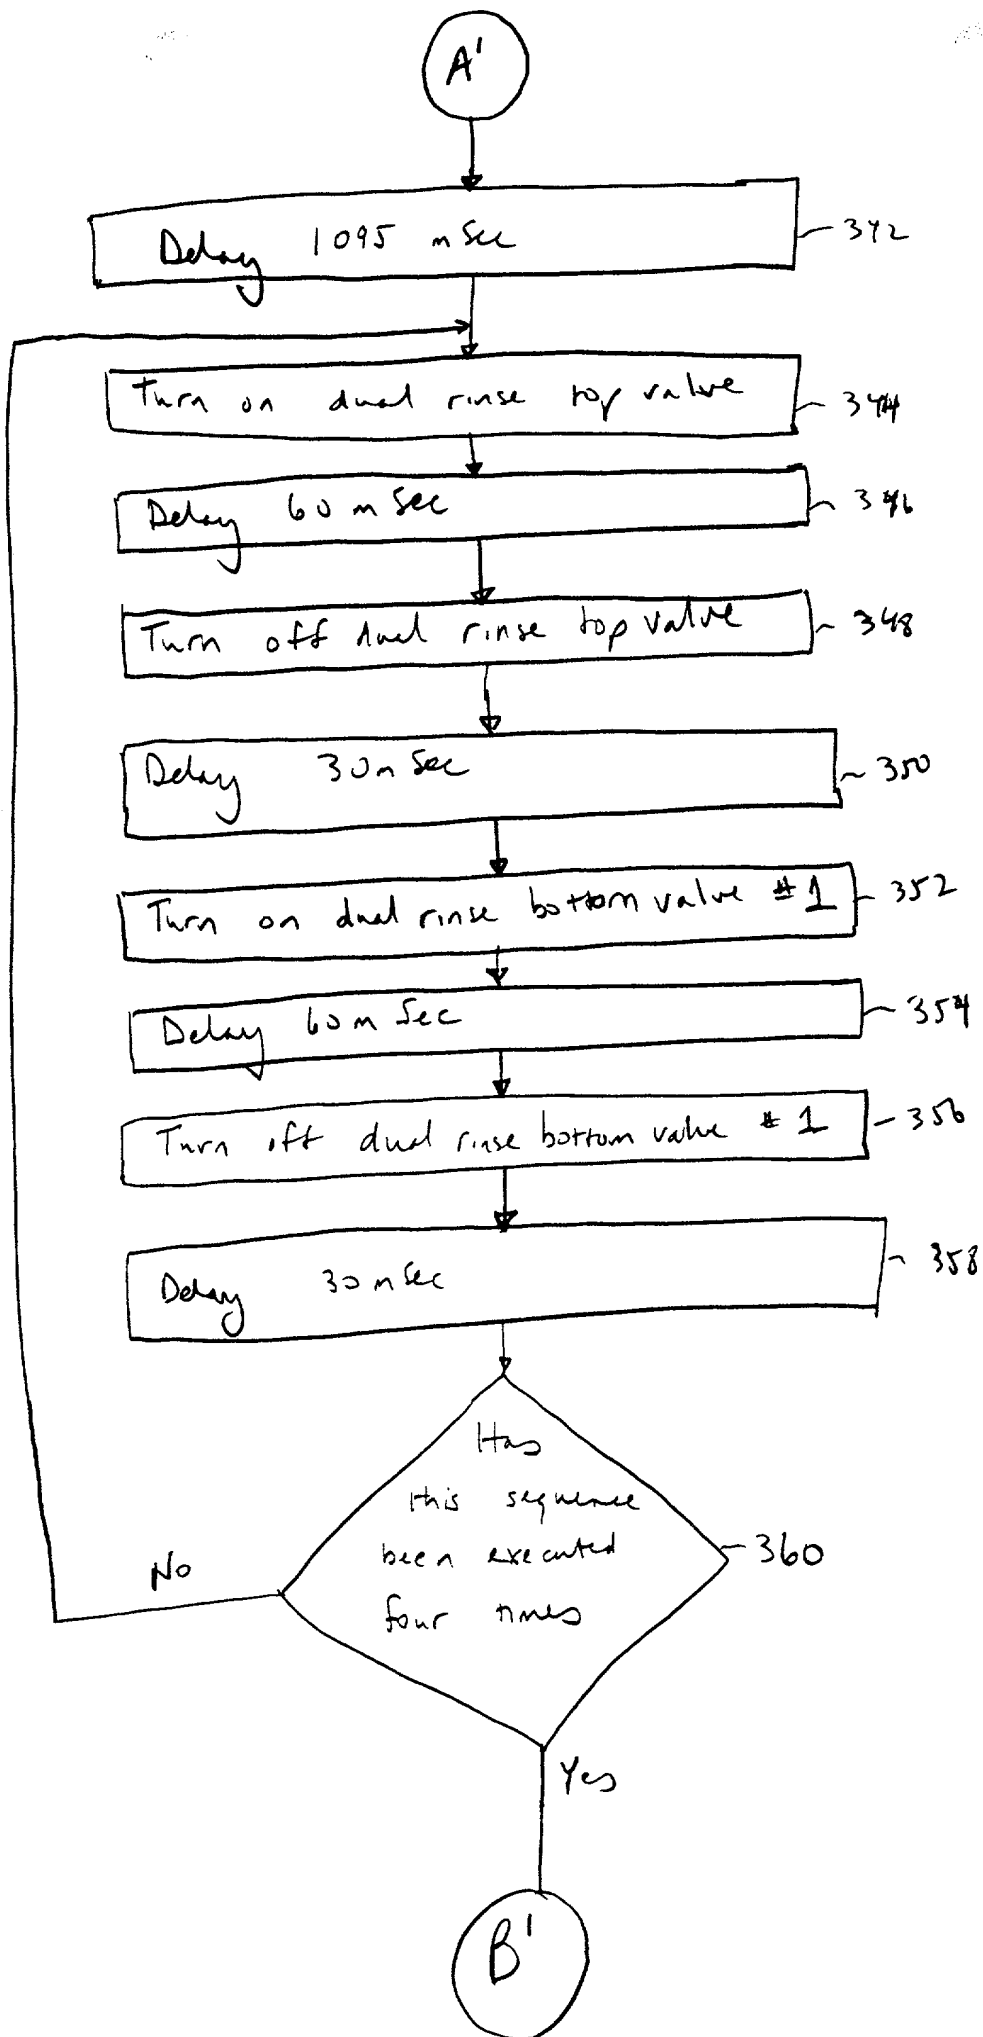 A'
Delay 1095 mSec
342
Turn on dual rinse top valve
344
Delay 60 mSec
346
Turn off dual rinse top valve
348
Delay 30 mSec
350
Turn on dual rinse bottom valve #1
352
Delay 60 mSec
354
Turn off dual rinse bottom valve #1
356
Delay 30 mSec
358
Has
this sequence
been executed
four times
360
No
Yes
B'